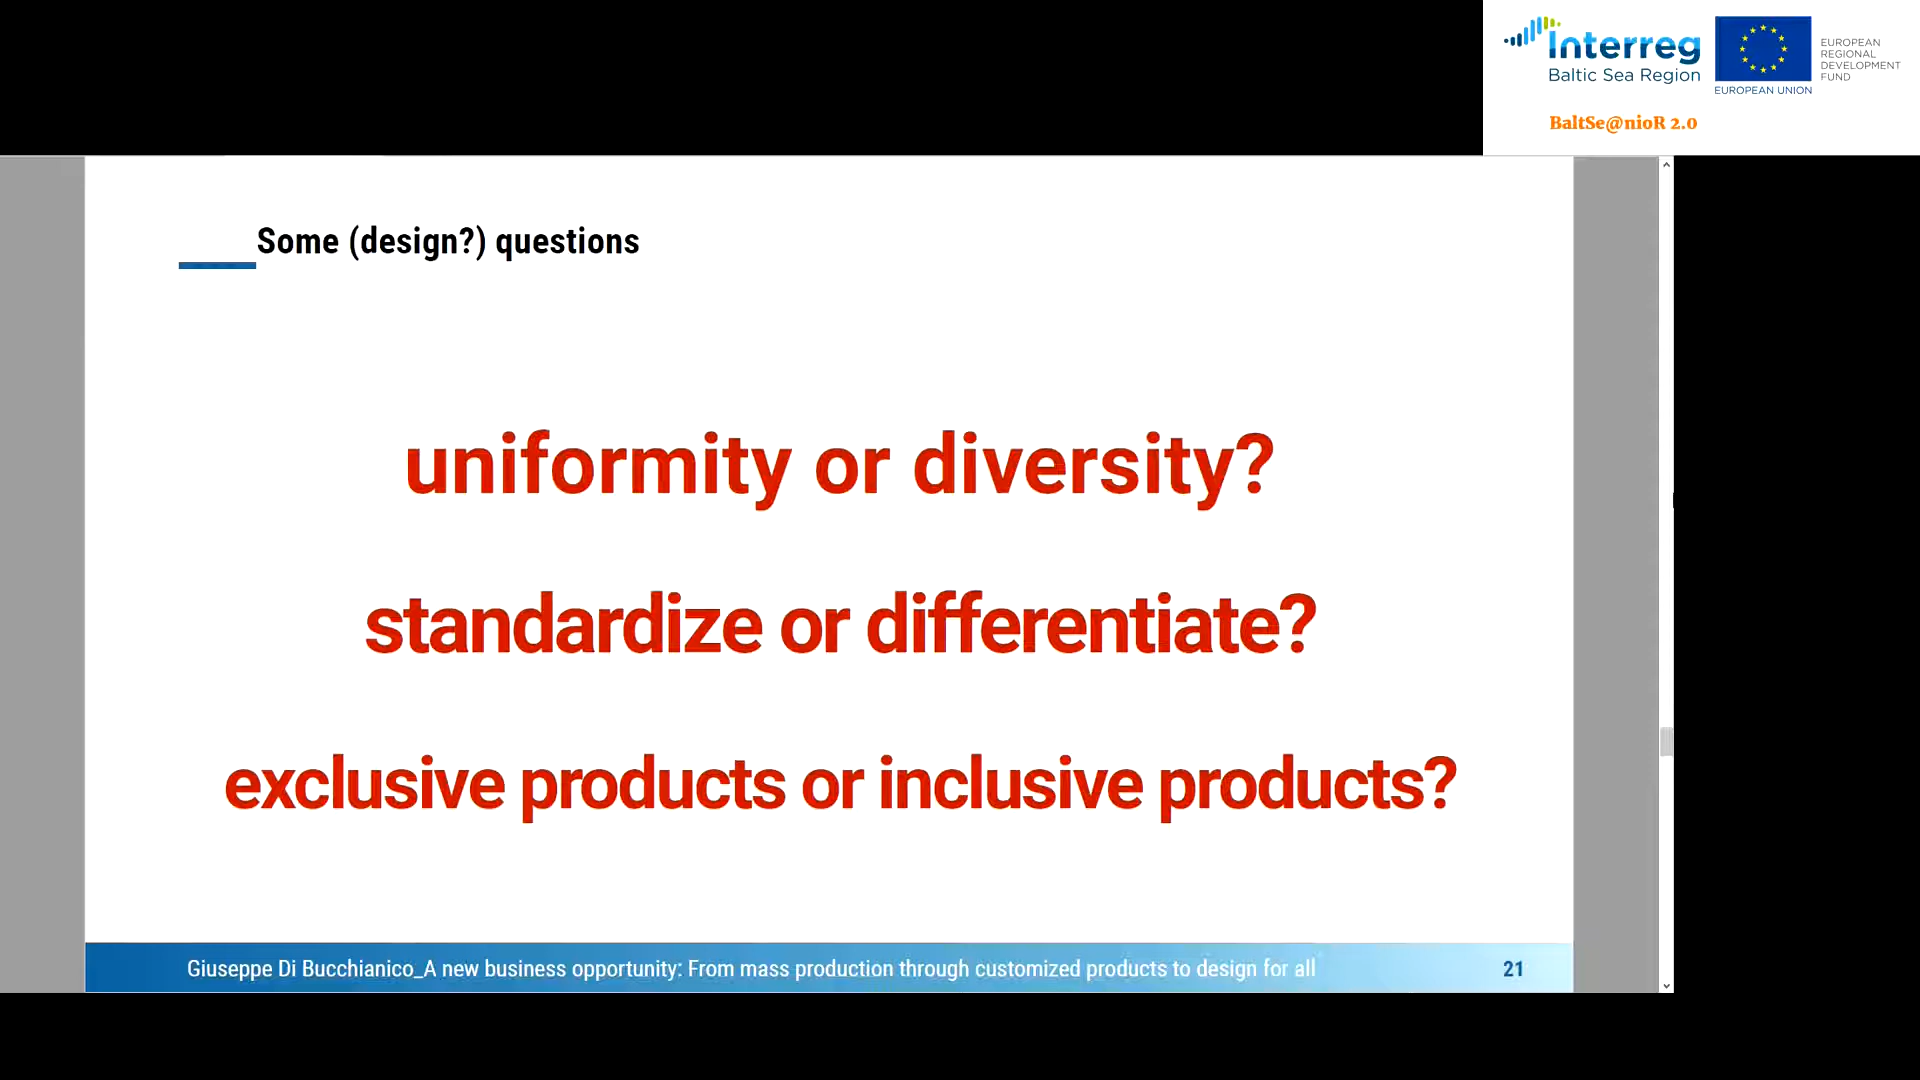 Interreg
Baltic Sea Region
EUROPEAN UNION
EUROPEAN
REGIONAL
DEVELOPMENT
FUND
BaltSe@nioR 2.0
Some (design?) questions
uniformity or diversity?
standardize or differentiate?
exclusive products or inclusive products?
Giuseppe Di Bucchianico_A new business opportunity: From mass production through customized products to design for all
21